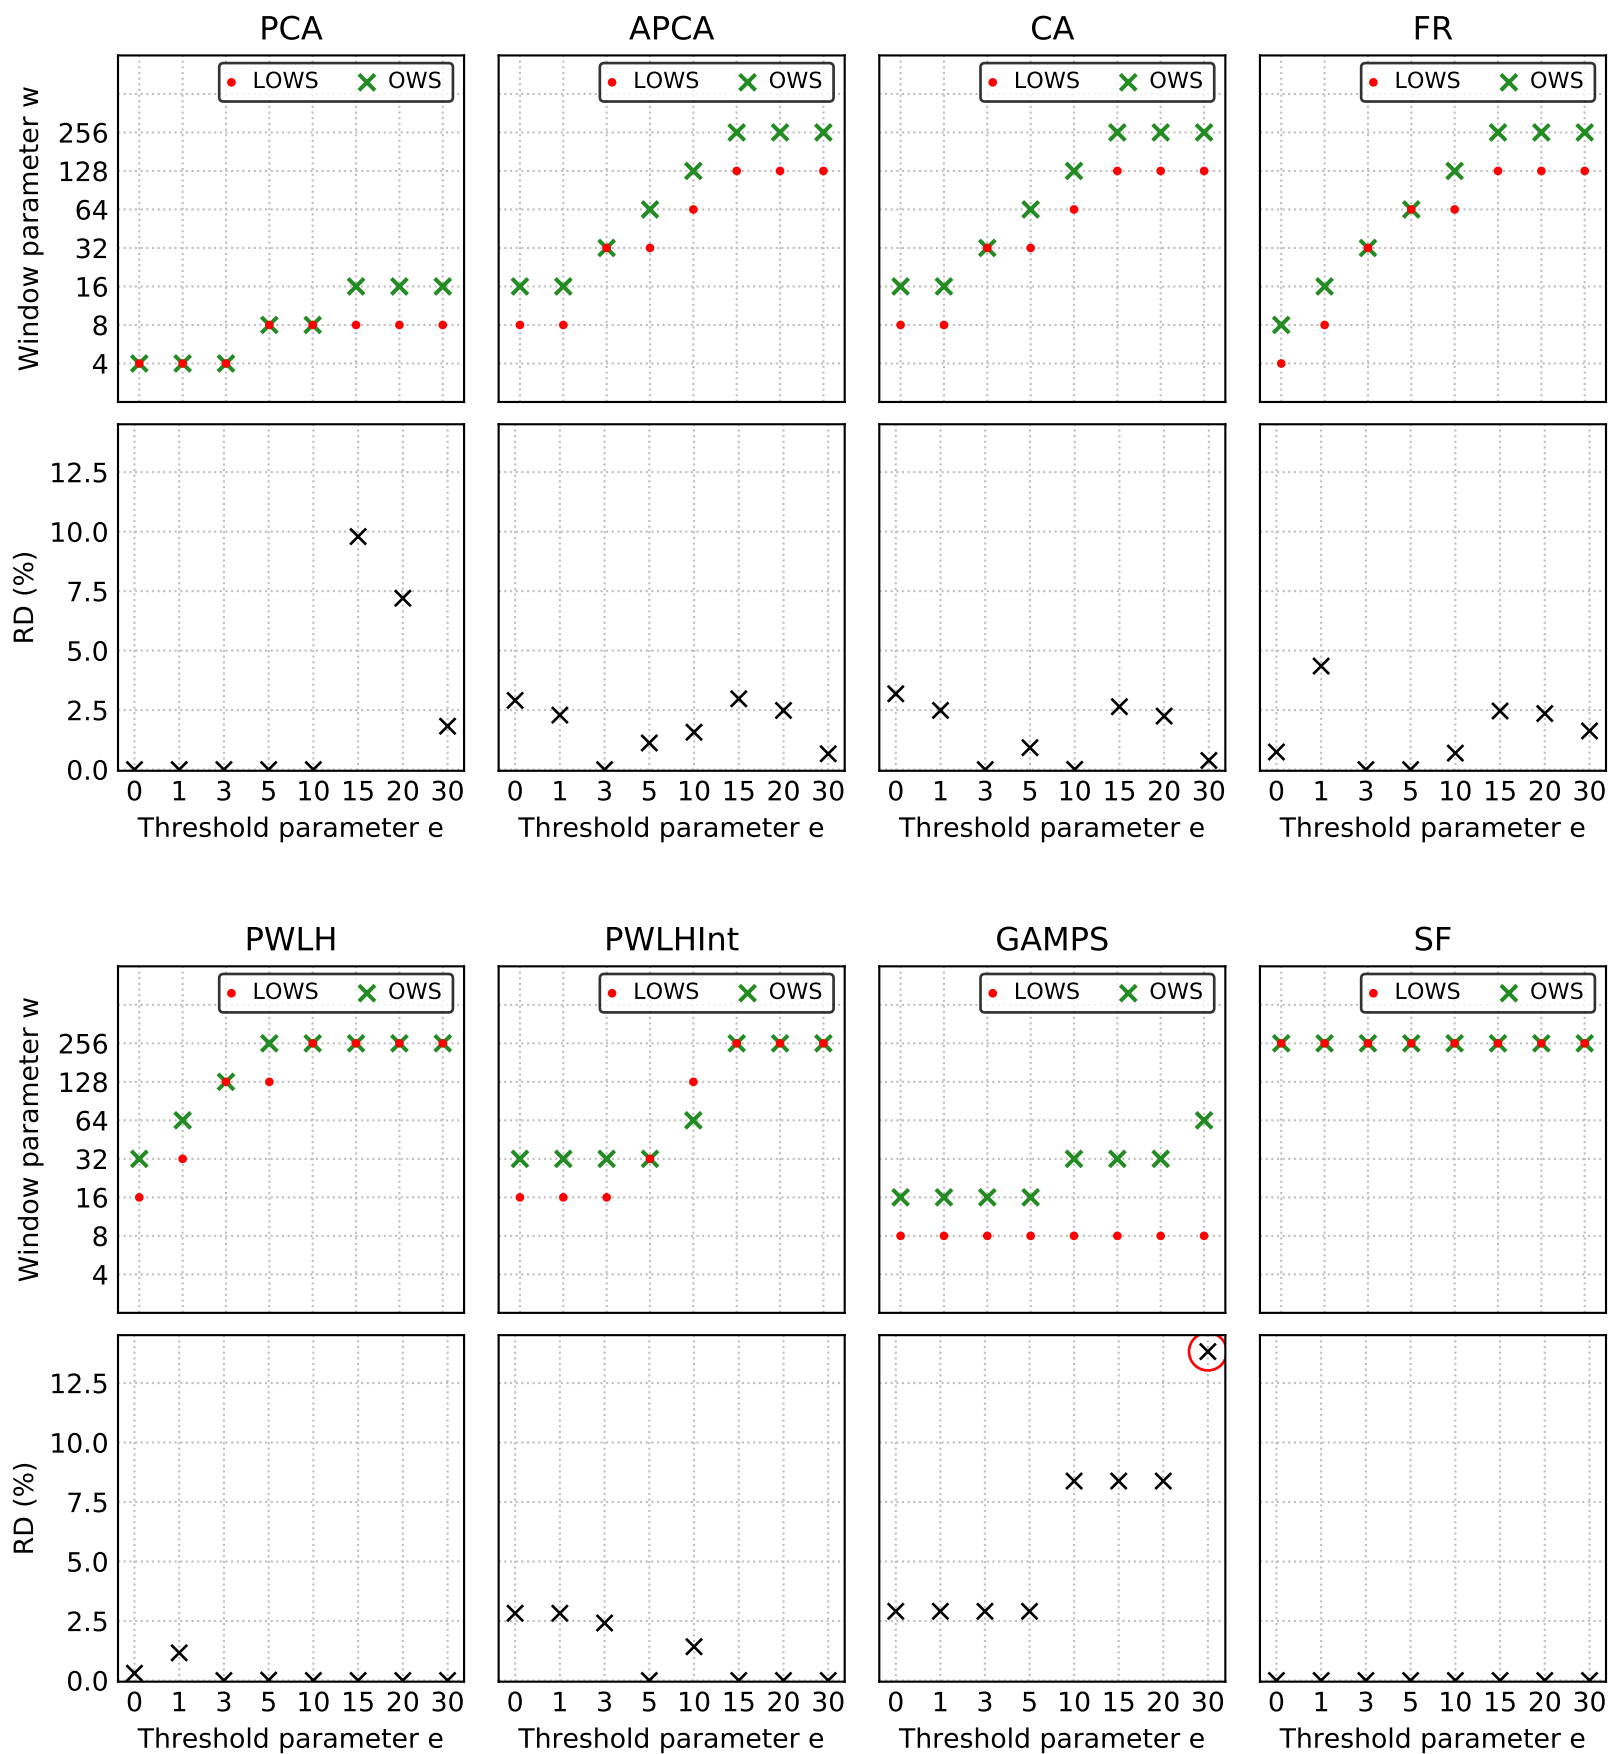 PCA APCA CA FR
LOWS OWS LOWS OWS LOWS OWS LOWS OWS
Window parameter w
256
128
64
32
16
8
4
RD (%)
12.5
10.0
7.5
5.0
2.5
0.0
0 1 3 5 10 15 20 30 0 1 3 5 10 15 20 30 0 1 3 5 10 15 20 30 0 1 3 5 10 15 20 30
Threshold parameter e Threshold parameter e Threshold parameter e Threshold parameter e
PWLH PWLHInt GAMPS SF
LOWS OWS LOWS OWS LOWS OWS LOWS OWS
Window parameter w
256
128
64
32
16
8
4
RD (%)
12.5
10.0
7.5
5.0
2.5
0.0
0 1 3 5 10 15 20 30 0 1 3 5 10 15 20 30 0 1 3 5 10 15 20 30 0 1 3 5 10 15 20 30
Threshold parameter e Threshold parameter e Threshold parameter e Threshold parameter e